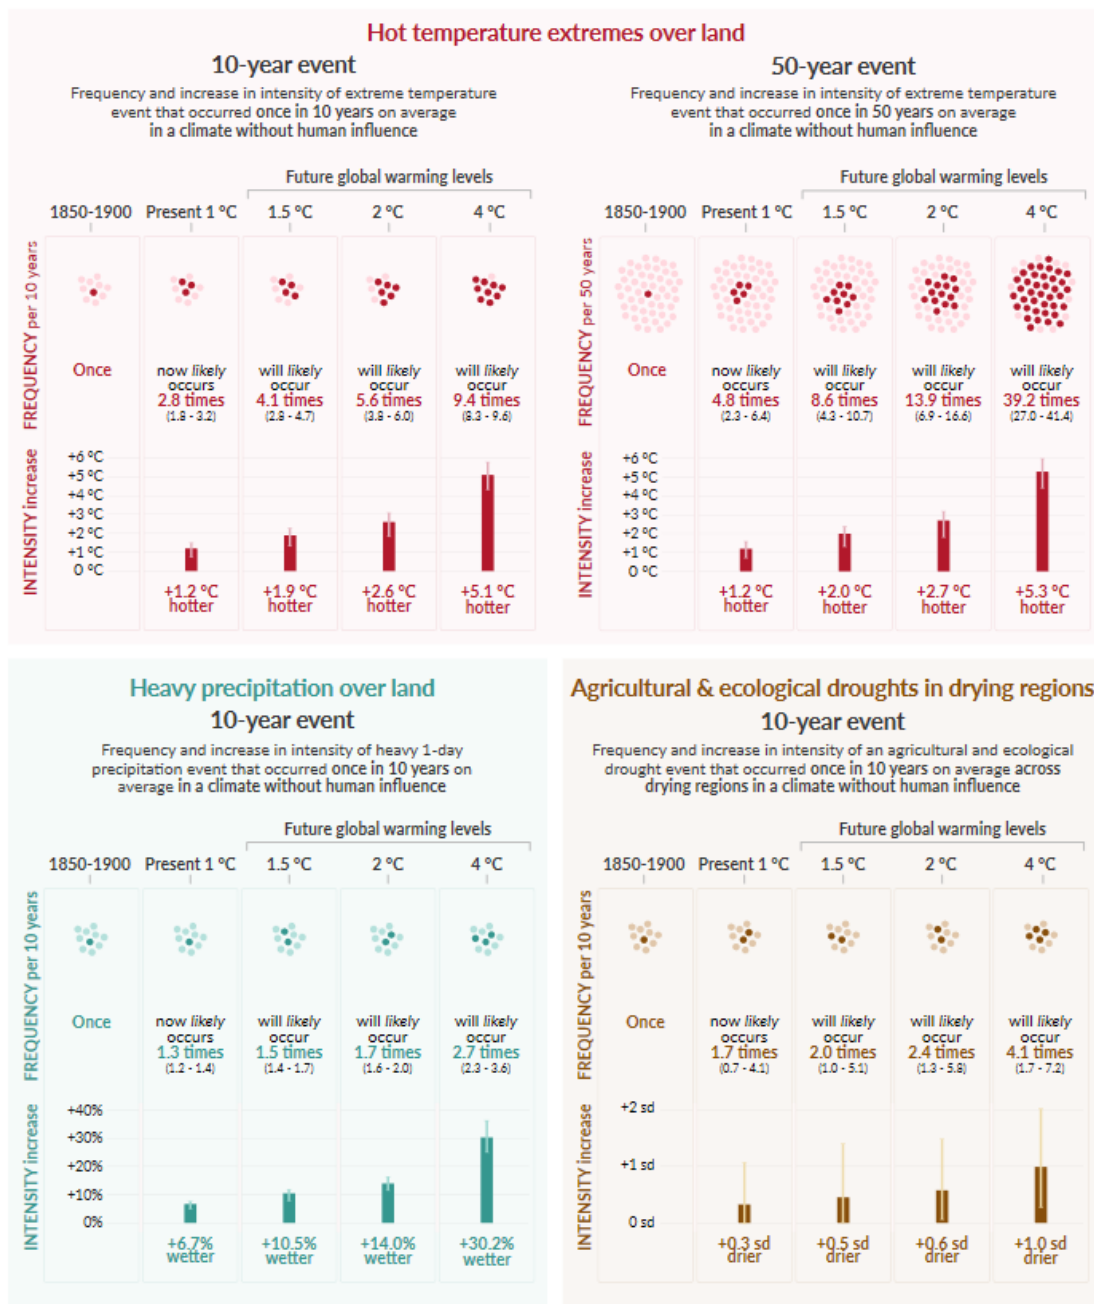 Hot temperature extremes over land
10-year event
Frequency and increase in intensity of extreme temperature
event that occurred once in 10 years on average
in a climate without human influence
Future global warming levels
1850-1900 Present 1 °C 1.5 °C 2 °C 4 °C
FREQUENCY per 10 years
Once
now likely occurs 2.8 times (1.8 - 3.2)
will likely occur 4.1 times (2.8 - 4.7)
will likely occur 5.6 times (3.8 - 6.0)
will likely occur 9.4 times (8.3 - 9.6)
INTENSITY increase
+6 °C
+5 °C
+4 °C
+3 °C
+2 °C
+1 °C
0 °C
+1.2 °C hotter
+1.9 °C hotter
+2.6 °C hotter
+5.1 °C hotter
50-year event
Frequency and increase in intensity of extreme temperature
event that occurred once in 50 years on average
in a climate without human influence
Future global warming levels
1850-1900 Present 1 °C 1.5 °C 2 °C 4 °C
FREQUENCY per 50 years
Once
now likely occurs 4.8 times (2.3 - 6.4)
will likely occur 8.6 times (4.3 - 10.7)
will likely occur 13.9 times (6.9 - 16.6)
will likely occur 39.2 times (27.0 - 41.4)
INTENSITY increase
+6 °C
+5 °C
+4 °C
+3 °C
+2 °C
+1 °C
0 °C
+1.2 °C hotter
+2.0 °C hotter
+2.7 °C hotter
+5.3 °C hotter
Heavy precipitation over land
10-year event
Frequency and increase in intensity of heavy 1-day
precipitation event that occurred once in 10 years on
average in a climate without human influence
Future global warming levels
1850-1900 Present 1 °C 1.5 °C 2 °C 4 °C
FREQUENCY per 10 years
Once
now likely occurs 1.3 times (1.2 - 1.4)
will likely occur 1.5 times (1.4 - 1.7)
will likely occur 1.7 times (1.6 - 2.0)
will likely occur 2.7 times (2.3 - 3.6)
INTENSITY increase
+40%
+30%
+20%
+10%
0%
+6.7% wetter
+10.5% wetter
+14.0% wetter
+30.2% wetter
Agricultural & ecological droughts in drying regions
10-year event
Frequency and increase in intensity of an agricultural and ecological
drought event that occurred once in 10 years on average across
drying regions in a climate without human influence
Future global warming levels
1850-1900 Present 1 °C 1.5 °C 2 °C 4 °C
FREQUENCY per 10 years
Once
now likely occurs 1.7 times (0.7 - 4.1)
will likely occur 2.0 times (1.0 - 5.1)
will likely occur 2.4 times (1.3 - 5.8)
will likely occur 4.1 times (1.7 - 7.2)
INTENSITY increase
+2 sd
+1 sd
0 sd
+0.3 sd drier
+0.5 sd drier
+0.6 sd drier
+1.0 sd drier